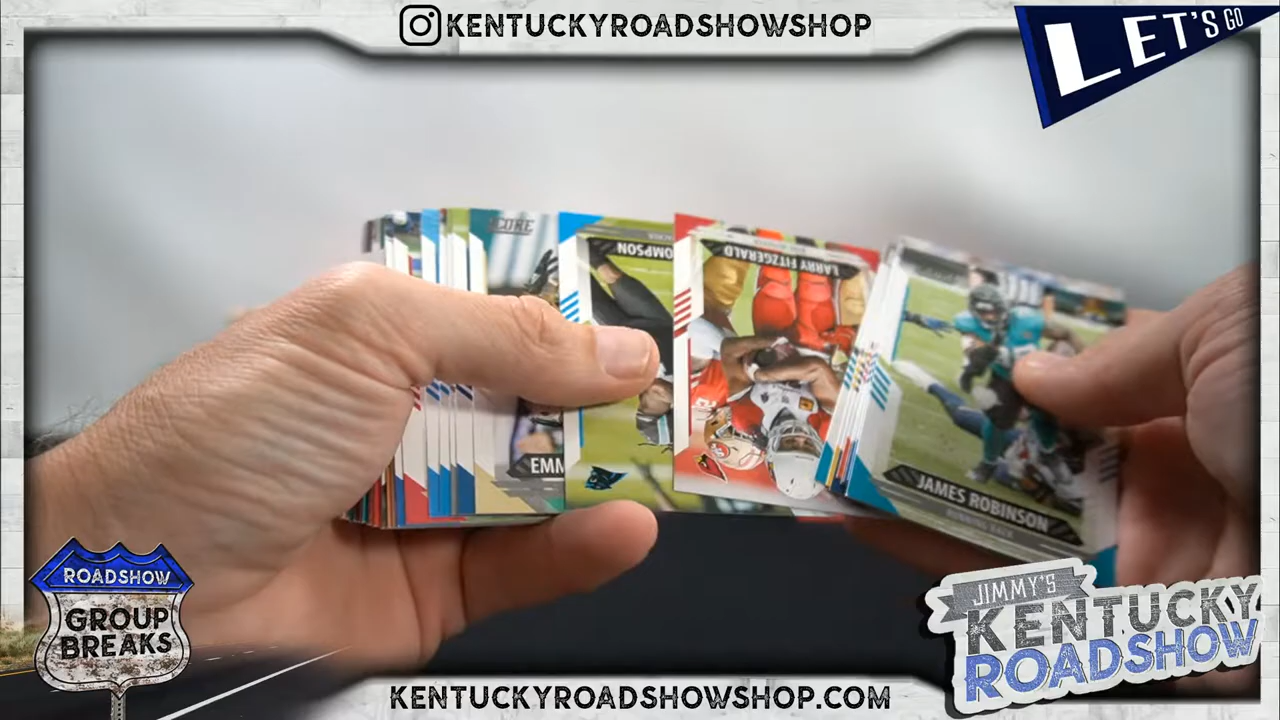 KENTUCKYROADSHOWSHOP
LET'S GO
SCORE
OMPSON
LARRY FITZGERALD
EMM
JAMES ROBINSON
RUNNING BACK
ROADSHOW
GROUP
BREAKS
JIMMY'S
KENTUCKY
ROADSHOW
KENTUCKYROADSHOWSHOP.COM